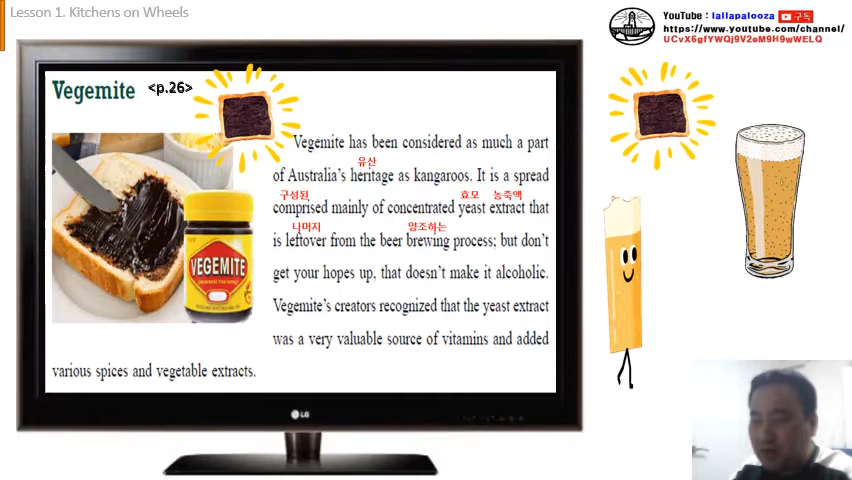 Lesson 1. Kitchens on Wheels
YouTube : lallapalooza 구독
https://www.youtube.com/channel/
UCvX6gfYWQj9V2eM9H9wWELQ
Vegemite <p.26>
Vegemite has been considered as much a part
유산
of Australia's heritage as kangaroos. It is a spread
구성된 효모 농축액
comprised mainly of concentrated yeast extract that
나머지 양조하는
is leftover from the beer brewing process; but don't
get your hopes up, that doesn't make it alcoholic.
Vegemite's creators recognized that the yeast extract
was a very valuable source of vitamins and added
various spices and vegetable extracts.
VEGEMITE
LG